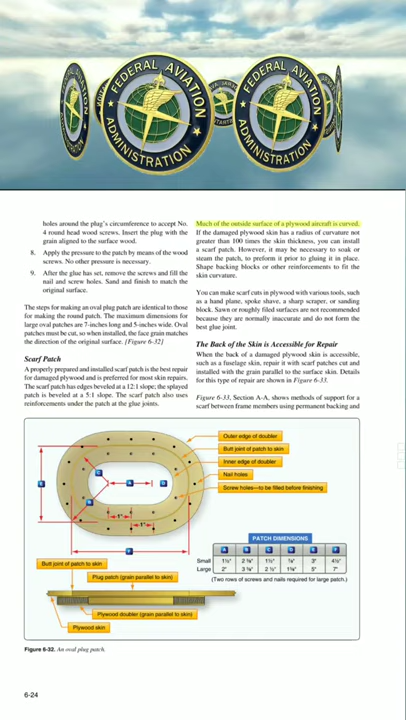 FEDERAL AVIATION
ADMINISTRATION
FEDERAL AVIATION
ADMINISTRATION
holes around the plug's circumference to accept No.
4 round head wood screws. Insert the plug with the
grain aligned to the surface wood.
8. Apply the pressure to the patch by means of the wood
screws. No other pressure is necessary.
9. After the glue has set, remove the screws and fill the
nail and screw holes. Sand and finish to match the
original surface.
The steps for making an oval plug patch are identical to those
for making the round patch. The maximum dimensions for
large oval patches are 7-inches long and 5-inches wide. Oval
patches must be cut, so when installed, the face grain matches
the direction of the original surface. [Figure 6-32]
Scarf Patch
A properly prepared and installed scarf patch is the best repair
for damaged plywood and is preferred for most skin repairs.
The scarf patch has edges beveled at a 12:1 slope; the splayed
patch is beveled at a 5:1 slope. The scarf patch also uses
reinforcements under the patch at the glue joints.
Much of the outside surface of a plywood aircraft is curved.
If the damaged plywood skin has a radius of curvature not
greater than 100 times the skin thickness, you can install
a scarf patch. However, it may be necessary to soak or
steam the patch, to preform it prior to gluing it in place.
Shape backing blocks or other reinforcements to fit the
skin curvature.
You can make scarf cuts in plywood with various tools, such
as a hand plane, spoke shave, a sharp scraper, or sanding
block. Sawn or roughly filed surfaces are not recommended
because they are normally inaccurate and do not form the
best glue joint.
The Back of the Skin is Accessible for Repair
When the back of a damaged plywood skin is accessible,
such as a fuselage skin, repair it with scarf patches cut and
installed with the grain parallel to the surface skin. Details
for this type of repair are shown in Figure 6-33.
Figure 6-33, Section A-A, shows methods of support for a
scarf between frame members using permanent backing and
Outer edge of doubler
Butt joint of patch to skin
Inner edge of doubler
Nail holes
Screw holes—to be filled before finishing
E
C
A
D
B
1"
1"
F
PATCH DIMENSIONS
A B C D E F
Small 3"
Large 2" 5" 7"
(Two rows of screws and nails required for large patch.)
Butt joint of patch to skin
Plug patch (grain parallel to skin)
Plywood doubler (grain parallel to skin)
Plywood skin
Figure 6-32. An oval plug patch.
6-24